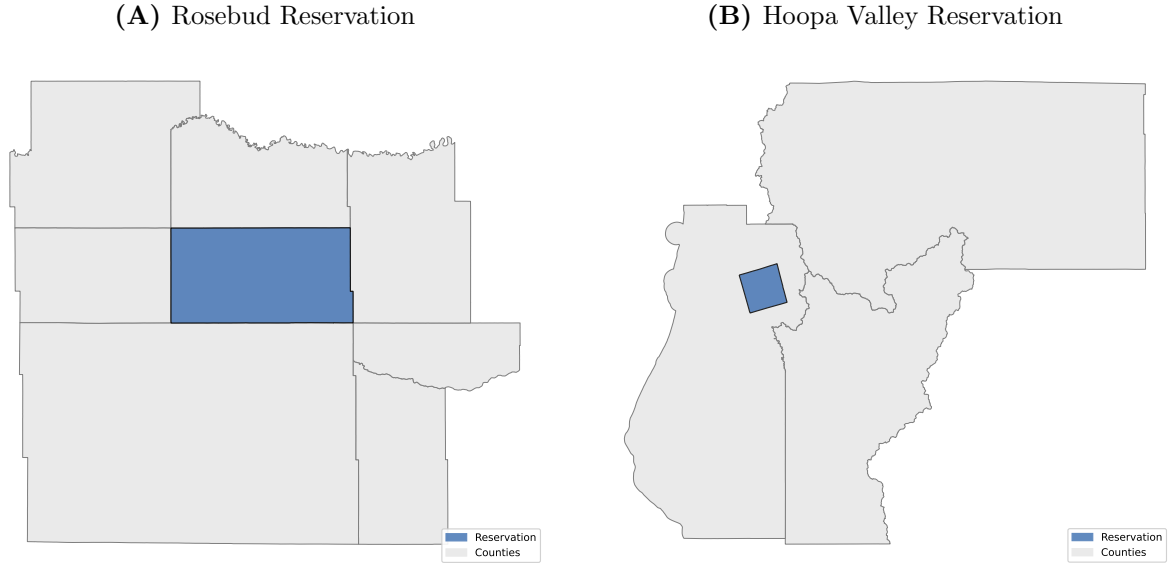 (A) Rosebud Reservation
Reservation
Counties
(B) Hoopa Valley Reservation
Reservation
Counties